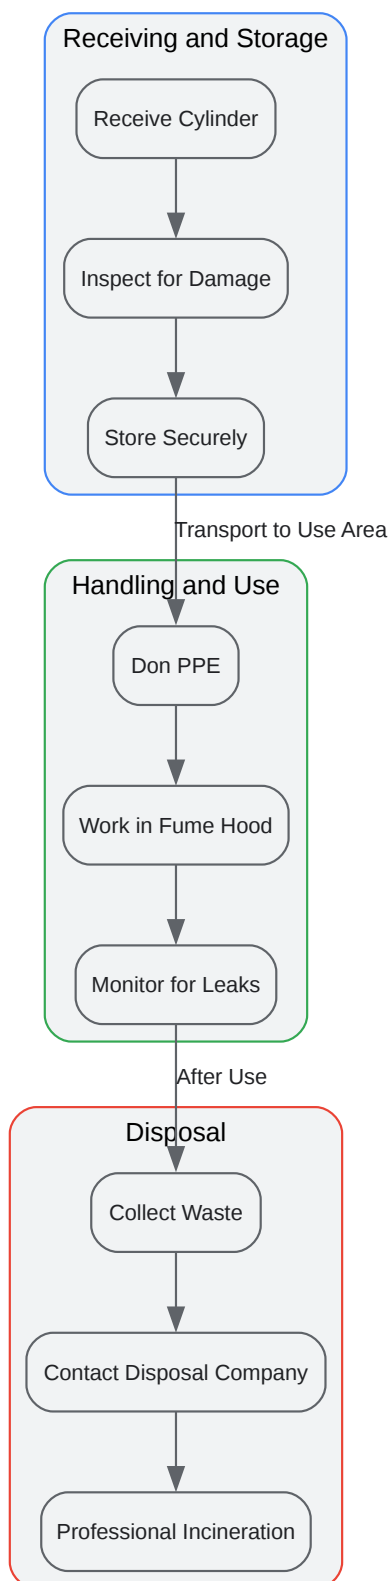 Receiving and Storage
Receive Cylinder
Inspect for Damage
Store Securely
Transport to Use Area
Handling and Use
Don PPE
Work in Fume Hood
Monitor for Leaks
After Use
Disposal
Collect Waste
Contact Disposal Company
Professional Incineration